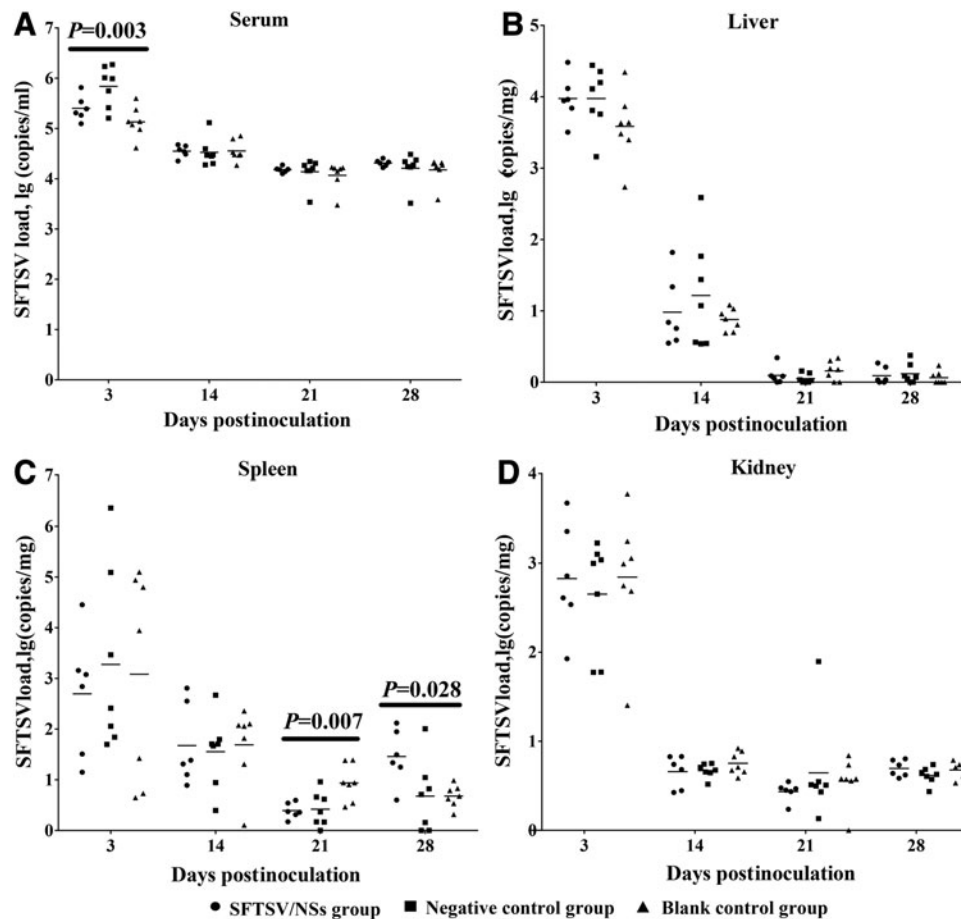 A
Serum
P=0.003
SFTSV load, lg (copies/ml)
7
6
5
4
3
2
1
0
3 14 21 28
Days postinoculation
B
Liver
SFTSVload,lg (copies/mg)
5
4
3
2
1
0
3 14 21 28
Days postinoculation
C
Spleen
P=0.007
P=0.028
SFTSVload,lg(copies/mg)
7
6
5
4
3
2
1
0
3 14 21 28
Days postinoculation
D
Kidney
SFTSVload,lg(copies/mg)
4
3
2
1
0
3 14 21 28
Days postinoculation
SFTSV/NSs group Negative control group Blank control group